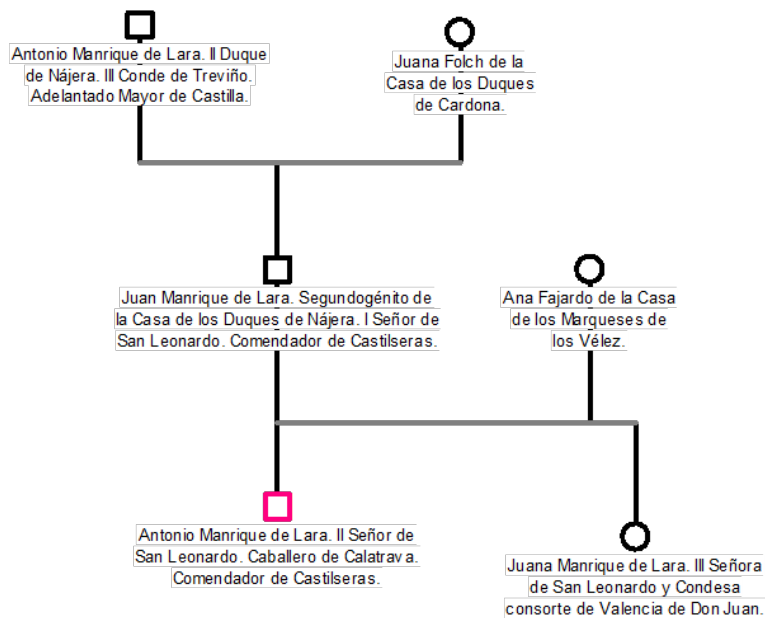 Antonio Manrique de Lara. II Duque
de Nájera. III Conde de Treviño.
Adelantado Mayor de Castilla.
Juana Folch de la
Casa de los Duques
de Cardona.
Juan Manrique de Lara. Segundogénito de
la Casa de los Duques de Nájera. I Señor de
San Leonardo. Comendador de Castilseras.
Ana Fajardo de la Casa
de los Marqueses de
los Vélez.
Antonio Manrique de Lara. II Señor de
San Leonardo. Caballero de Calatrava.
Comendador de Castilseras.
Juana Manrique de Lara. III Señora
de San Leonardo y Condesa
consorte de Valencia de Don Juan.